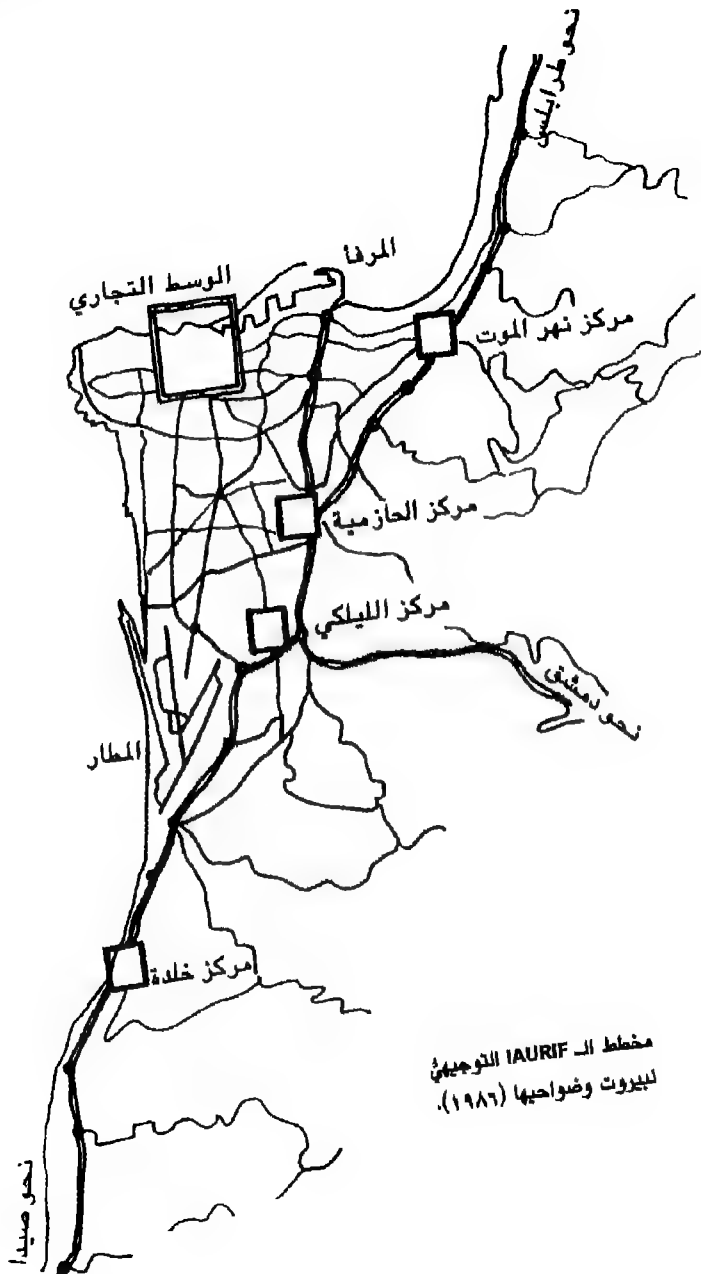 نحو طرابلس
المرفأ
الوسط التجاري
مركز نهر الموت
مركز الحازمية
مركز الليلكي
نحو دمشق
المطار
مركز خلدة
مخطط الـ IAURIF التوجيهيّ
لبيروت وضواحيها (١٩٨٦).
نحو صيدا